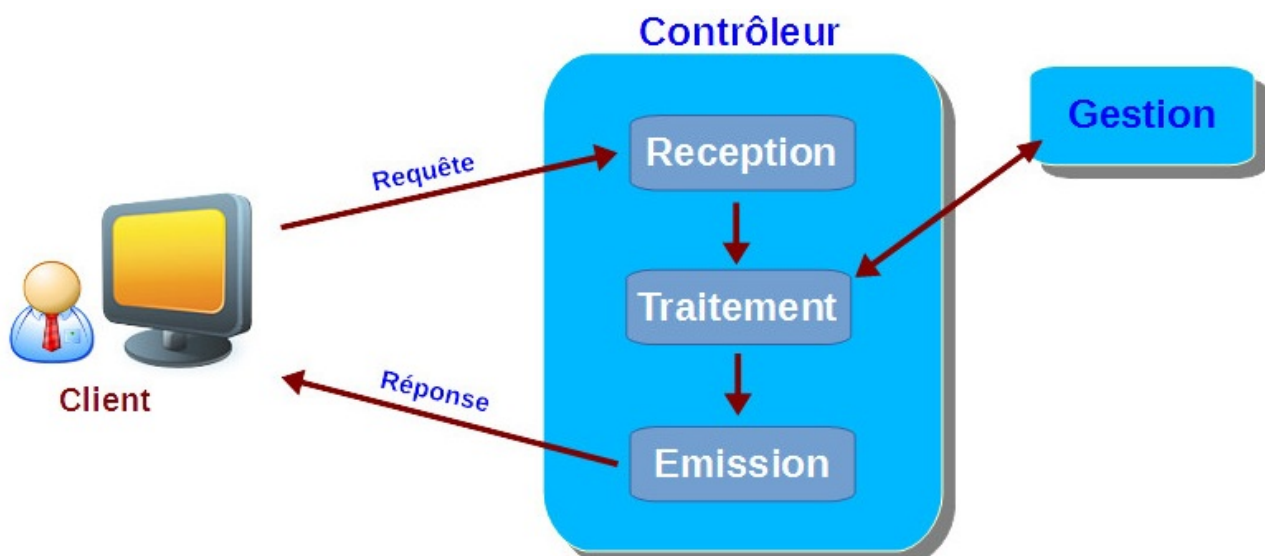 Contrôleur
Gestion
Reception
Requête
Traitement
Réponse
Client
Emission